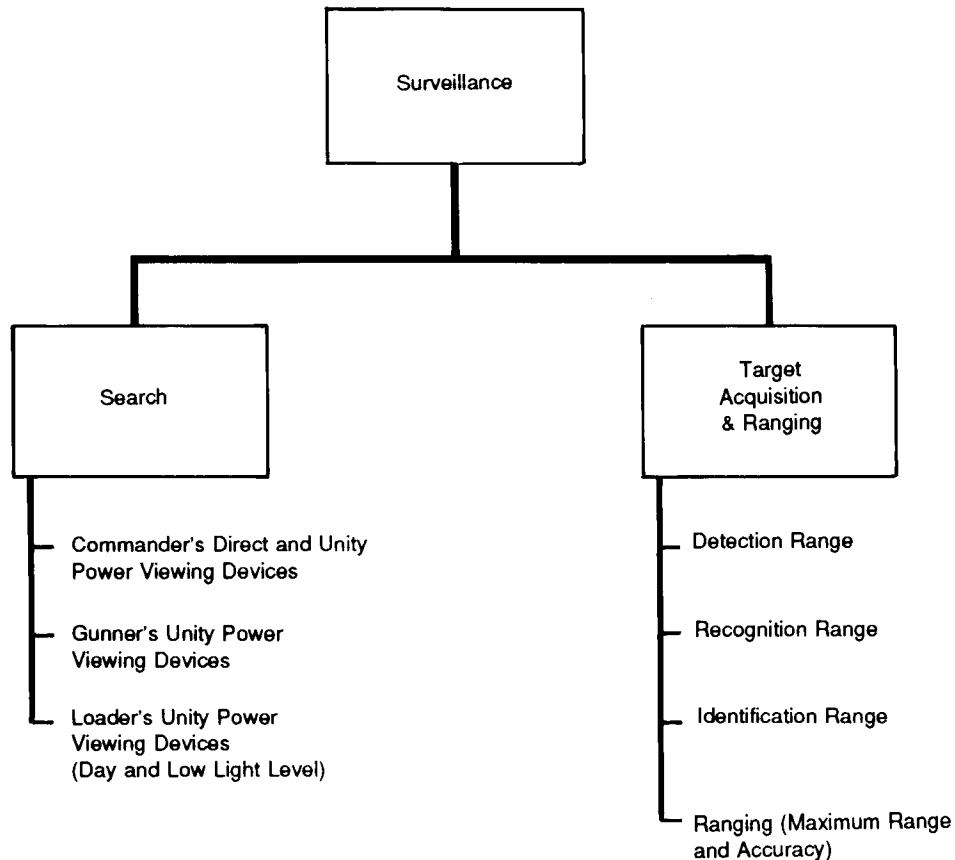 Surveillance
Search
Commander's Direct and Unity
Power Viewing Devices
Gunner's Unity Power
Viewing Devices
Loader's Unity Power
Viewing Devices
(Day and Low Light Level)
Target
Acquisition
& Ranging
Detection Range
Recognition Range
Identification Range
Ranging (Maximum Range
and Accuracy)